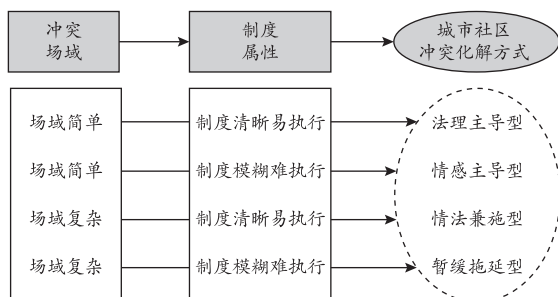 冲突 制度 城市社区
场域 属性 冲突化解方式
场域简单 制度清晰易执行 法理主导型
场域简单 制度模糊难执行 情感主导型
场域复杂 制度清晰易执行 情法兼施型
场域复杂 制度模糊难执行 暂缓拖延型